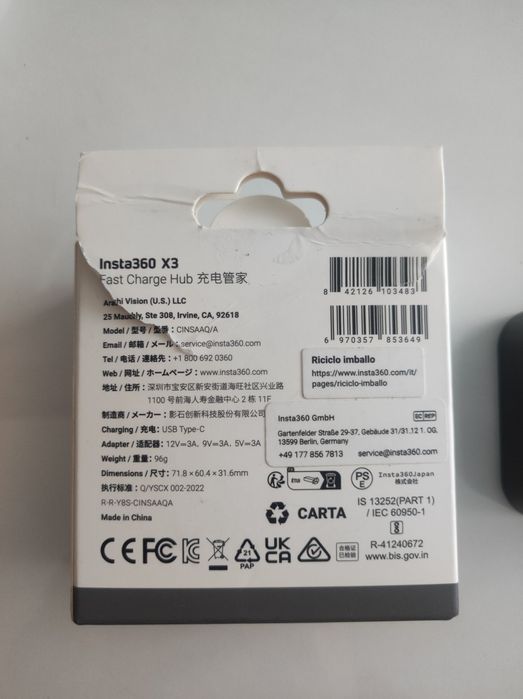 Insta360 X3
Fast Charge Hub 充电管家
Arashi Vision (U.S.) LLC
25 Mauchly, Ste 308, Irvine, CA, 92618
Model / 型号 / 型番：CINSAAQ/A
Email / 邮箱 / メール：service@insta360.com
Tel / 电话 / 連絡先：+1 800 692 0360
Web / 网址 / ホームページ：www.insta360.com
地址 / 住所：深圳市宝安区新安街道海旺社区兴业路
1100 号前海人寿金融中心 2 栋 11F
制造商 / メーカー：影石创新科技股份有限公司
Charging / 充电: USB Type-C
Adapter / 适配器: 12V⎓3A, 9V⎓3A, 5V⎓3A
Weight / 重量: 96g
Dimensions / 尺寸: 71.8 x 60.4 x 31.6mm
执行标准: Q/YSCX 002-2022
R-R-Y8S-CINSAAQA
Made in China
8 42126 10348
6 970357 853649
Riciclo imballo
https://www.insta360.com/it/
pages/riciclo-imballo
Insta360 GmbH
EC REP
Gartenfelder Straße 29-37, Gebäude 31/31.12 1. OG.
13599 Berlin, Germany
+49 177 856 7813 service@insta360.com
PS
E
Insta360Japan
株式会社
CARTA
IS 13252(PART 1)
/ IEC 60950-1
R-41240672
www.bis.gov.in
CE FC
21
PAP
UK
CA
合格证
已检验